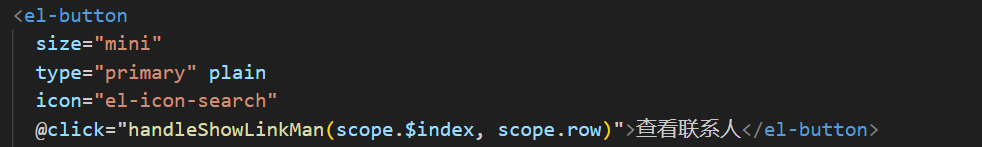 <el-button
size="mini"
type="primary" plain
icon="el-icon-search"
@click="handleShowLinkMan(scope.$index, scope.row)">查看联系人</el-button>